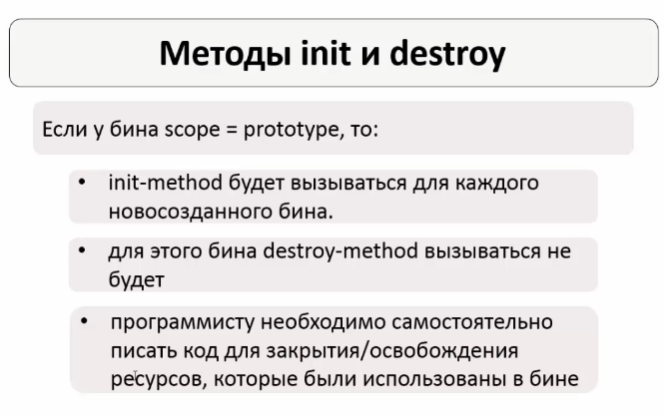 Методы init и destroy
Если у бина scope = prototype, то:
• init-method будет вызываться для каждого
новосозданного бина.
• для этого бина destroy-method вызываться не
будет
• программисту необходимо самостоятельно
писать код для закрытия/освобождения
ресурсов, которые были использованы в бине